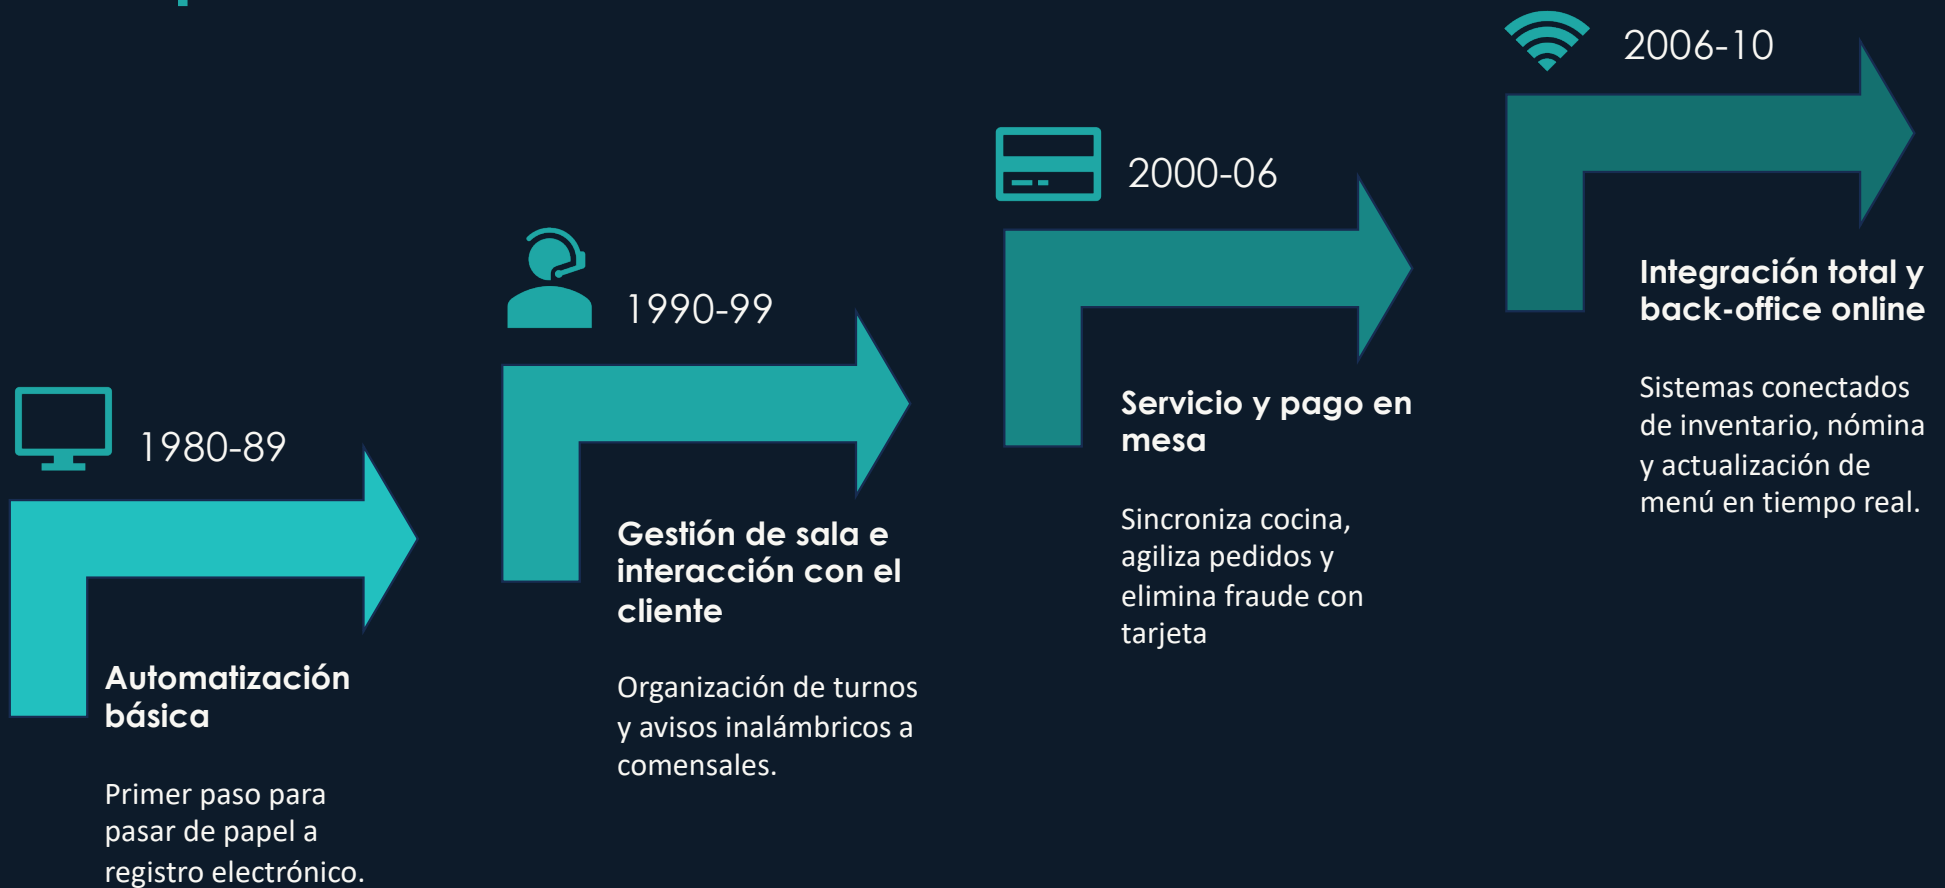 1980-89
Automatización
básica
Primer paso para
pasar de papel a
registro electrónico.
1990-99
Gestión de sala e
interacción con el
cliente
Organización de turnos
y avisos inalámbricos a
comensales.
2000-06
Servicio y pago en
mesa
Sincroniza cocina,
agiliza pedidos y
elimina fraude con
tarjeta
2006-10
Integración total y
back-office online
Sistemas conectados
de inventario, nómina
y actualización de
menú en tiempo real.